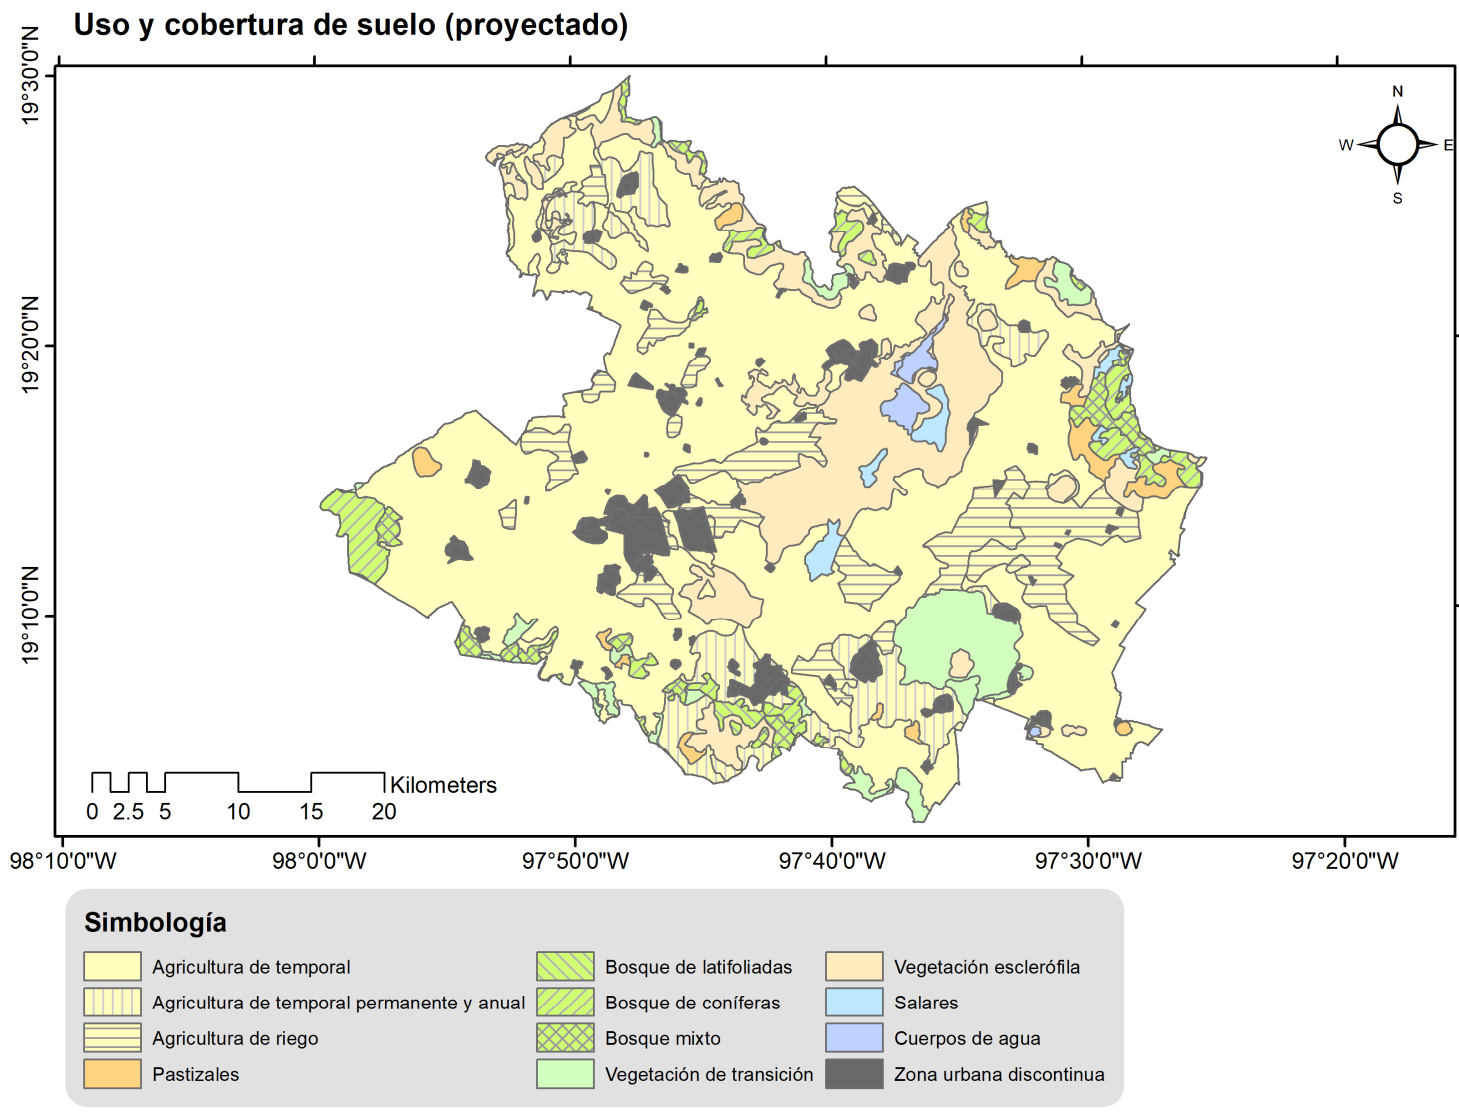 Uso y cobertura de suelo (proyectado)
19°30'0"N
19°20'0"N
19°10'0"N
N
W E
S
Kilometers
0 2.5 5 10 15 20
98°10'0"W 98°0'0"W 97°50'0"W 97°40'0"W 97°30'0"W 97°20'0"W
Simbología
Agricultura de temporal
Agricultura de temporal permanente y anual
Agricultura de riego
Pastizales
Bosque de latifoliadas
Bosque de coníferas
Bosque mixto
Vegetación de transición
Vegetación esclerófila
Salares
Cuerpos de agua
Zona urbana discontinua